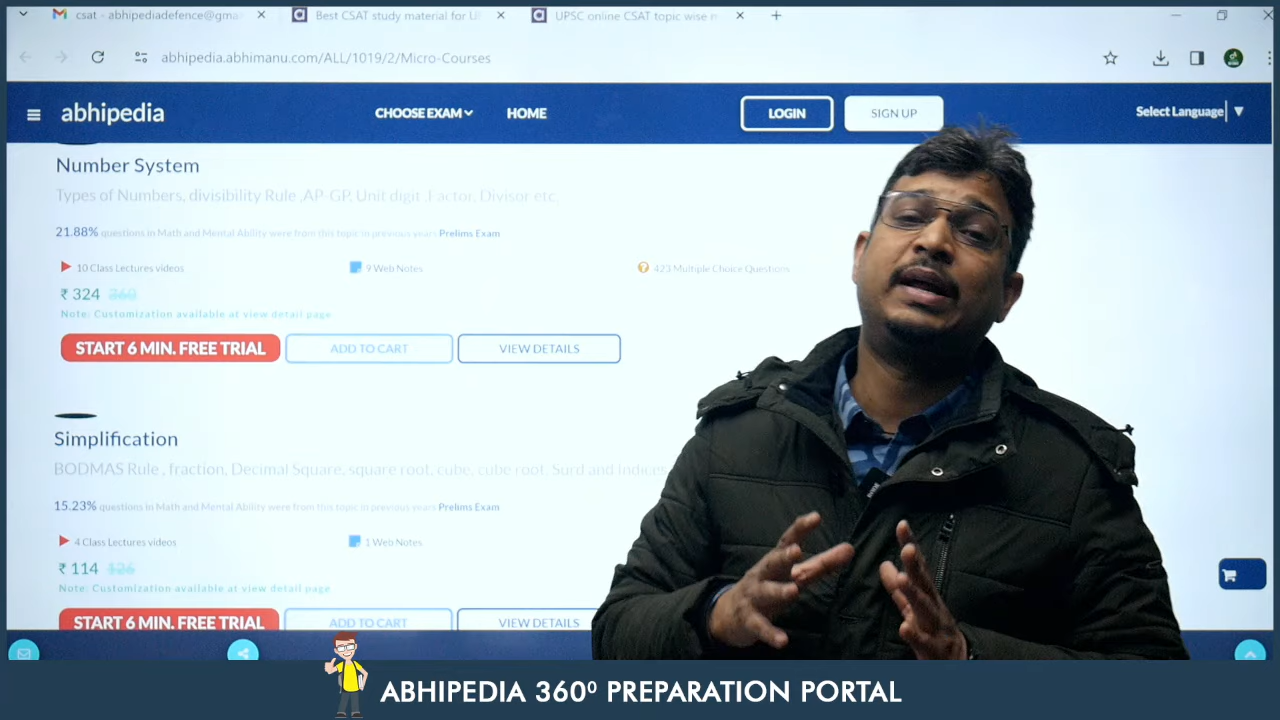 csat - abhipediadefence@gma
Best CSAT study material for U
UPSC online CSAT topic wise
abhipedia.abhimanu.com/ALL/1019/2/Micro-Courses
abhipedia
CHOOSE EXAM
HOME
LOGIN
SIGN UP
Select Language
Number System
Types of Numbers, divisibility Rule ,AP-GP, Unit digit ,Factor, Divisor etc,
21.88% questions in Math and Mental Ability were from this topic in previous years Prelims Exam
10 Class Lectures videos
9 Web Notes
423 Multiple Choice Questions
₹ 324 360
Note: Customization available at view detail page
START 6 MIN. FREE TRIAL
ADD TO CART
VIEW DETAILS
Simplification
BODMAS Rule , fraction, Decimal Square, square root, cube, cube root, Surd and Indices
15.23% questions in Math and Mental Ability were from this topic in previous years Prelims Exam
4 Class Lectures videos
1 Web Notes
₹ 114 126
Note: Customization available at view detail page
START 6 MIN. FREE TRIAL
ADD TO CART
VIEW DETAILS
ABHIPEDIA 360⁰ PREPARATION PORTAL